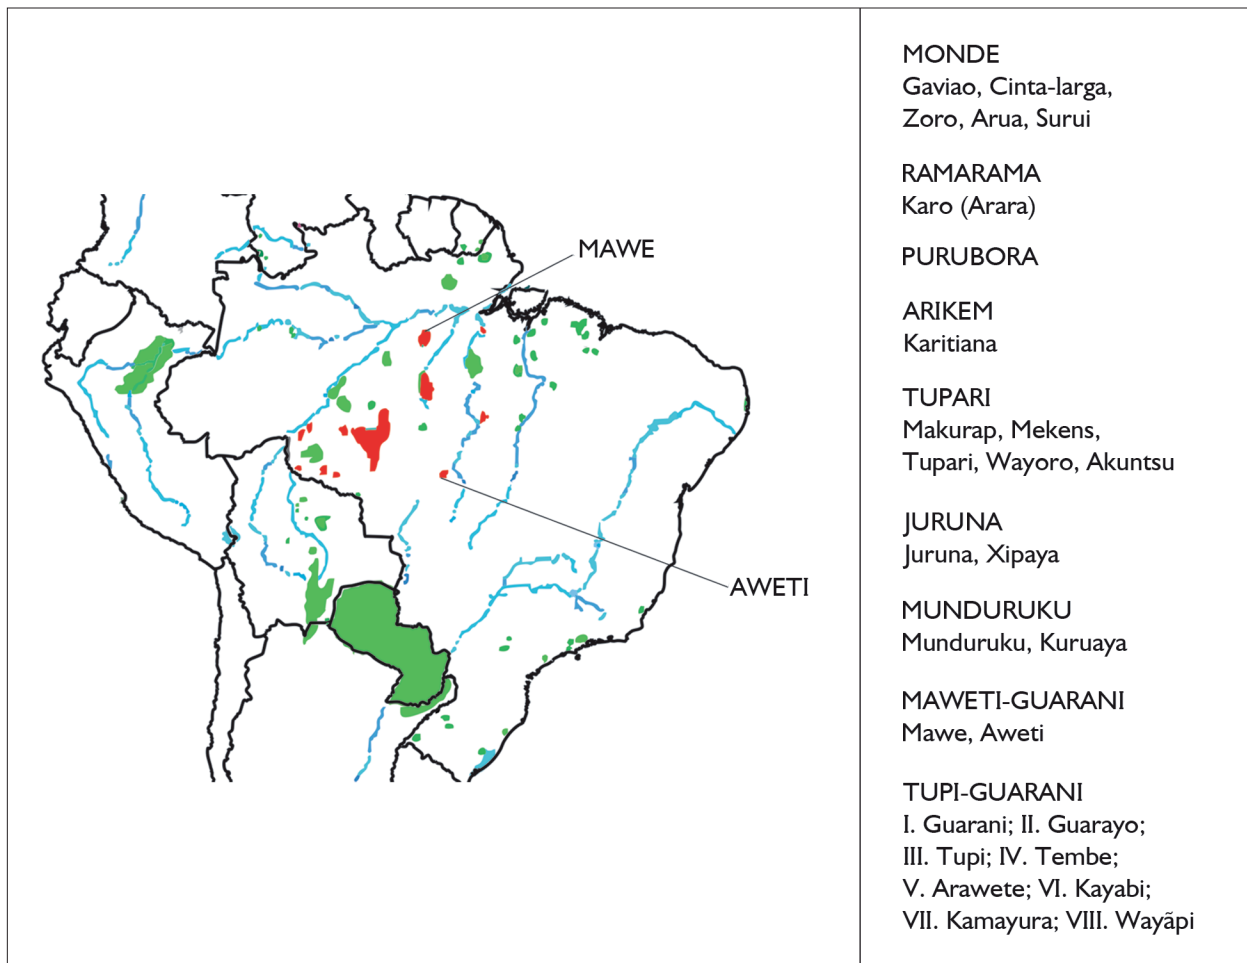 MAWE
AWETI
MONDE
Gaviao, Cinta-larga,
Zoro, Arua, Surui
RAMARAMA
Karo (Arara)
PURUBORA
ARIKEM
Karitiana
TUPARI
Makurap, Mekens,
Tupari, Wayoro, Akuntsu
JURUNA
Juruna, Xipaya
MUNDURUKU
Munduruku, Kuruaya
MAWETI-GUARANI
Mawe, Aweti
TUPI-GUARANI
I. Guarani; II. Guarayo;
III. Tupi; IV. Tembe;
V. Arawete; VI. Kayabi;
VII. Kamayura; VIII. Wayãpi